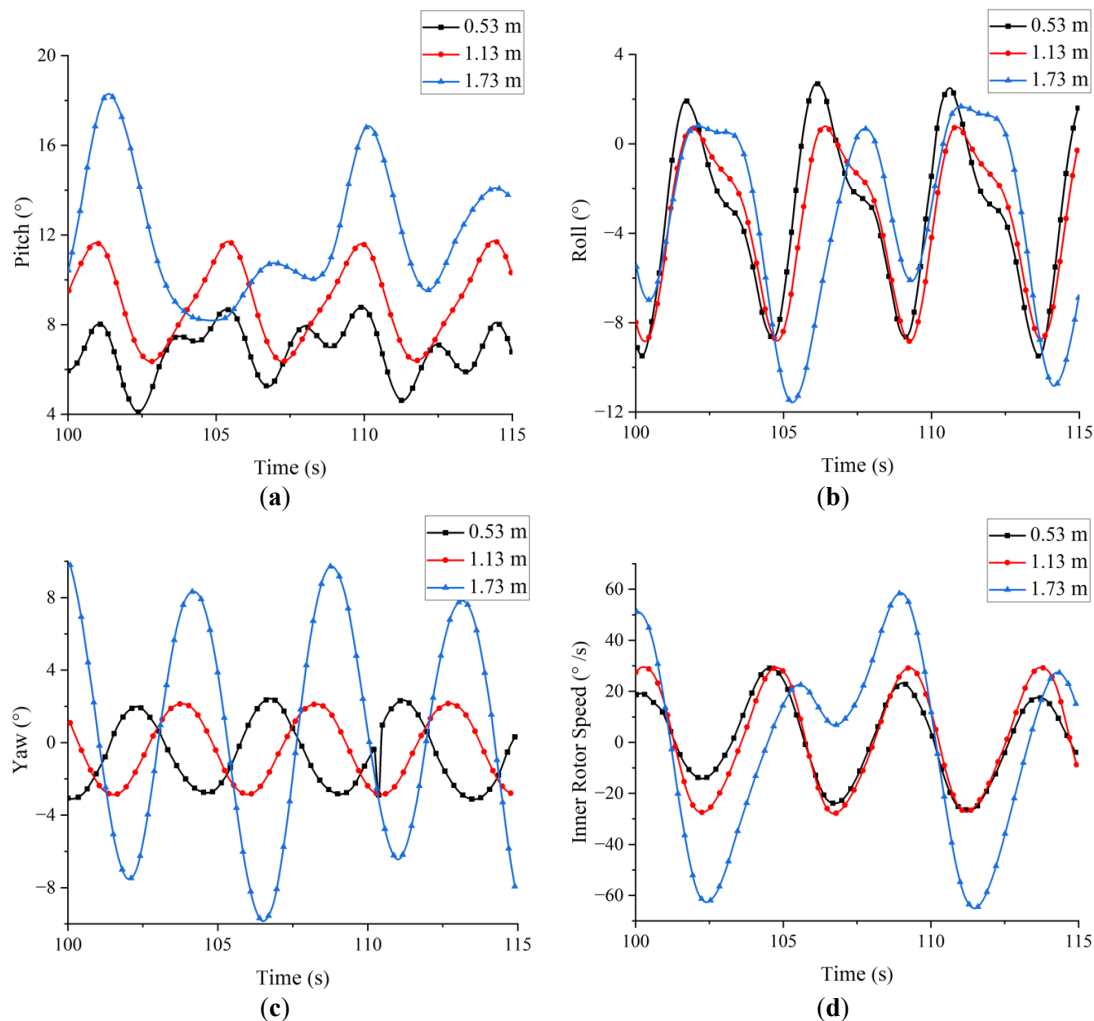 0.53 m
1.13 m
1.73 m
20
16
12
8
4
Pitch (°)
100
105
110
115
Time (s)
(a)
0.53 m
1.13 m
1.73 m
4
0
−4
−8
−12
Roll (°)
100
105
110
115
Time (s)
(b)
0.53 m
1.13 m
1.73 m
8
4
0
−4
−8
Yaw (°)
100
105
110
115
Time (s)
(c)
0.53 m
1.13 m
1.73 m
60
40
20
0
−20
−40
−60
Inner Rotor Speed (° /s)
100
105
110
115
Time (s)
(d)